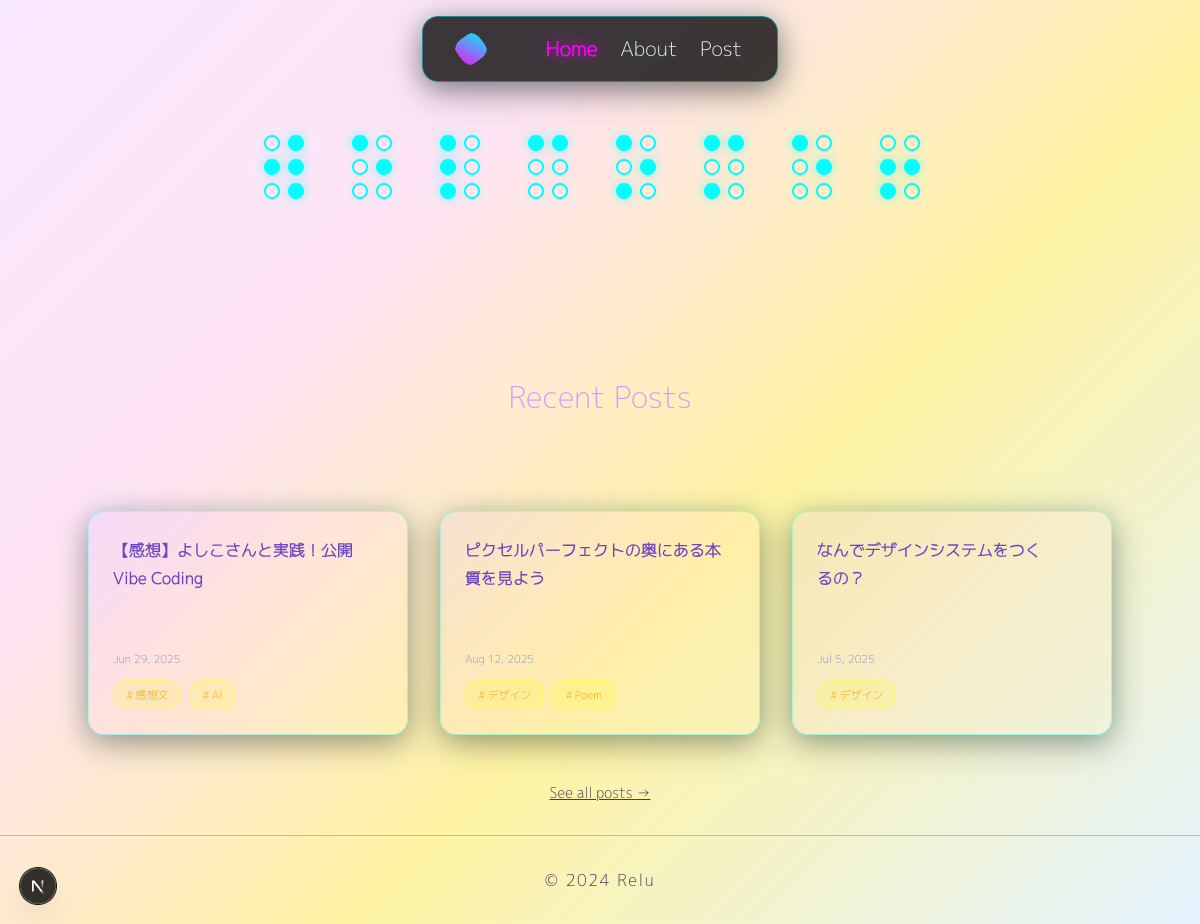 Home About Post
⠺⠑⠇⠉⠕⠍⠑⠖
Recent Posts
【感想】よしこさんと実践！公開
Vibe Coding
Jun 29, 2025
# 感想文 # AI
ピクセルパーフェクトの奥にある本
質を見よう
Aug 12, 2025
# デザイン # Poem
なんでデザインシステムをつく
るの？
Jul 5, 2025
# デザイン
See all posts →
© 2024 Relu
N